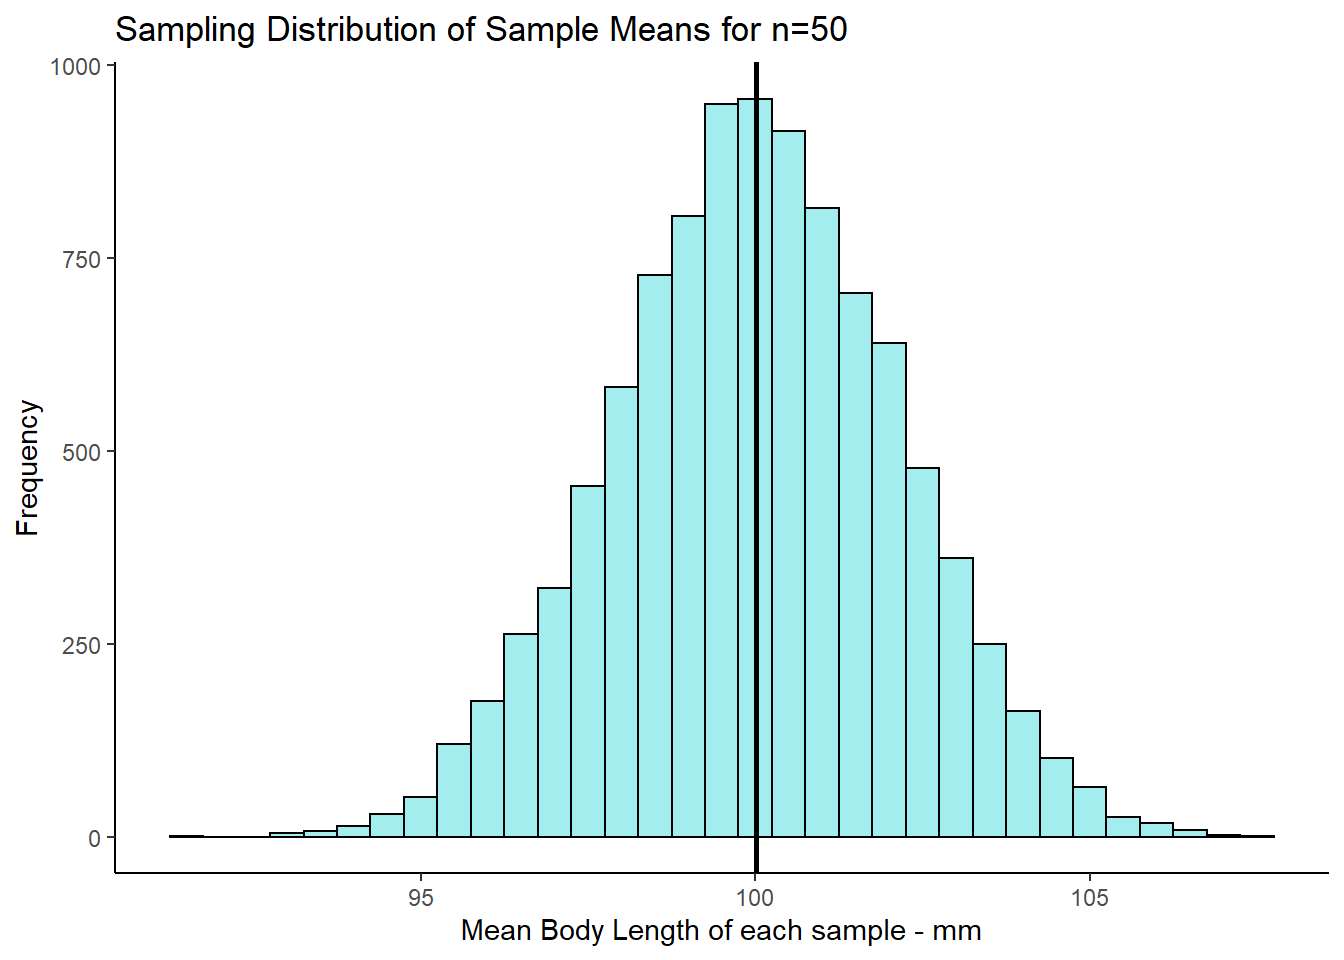 Sampling Distribution of Sample Means for n=50
1000
750
500
250
0
Frequency
95 100 105
Mean Body Length of each sample - mm